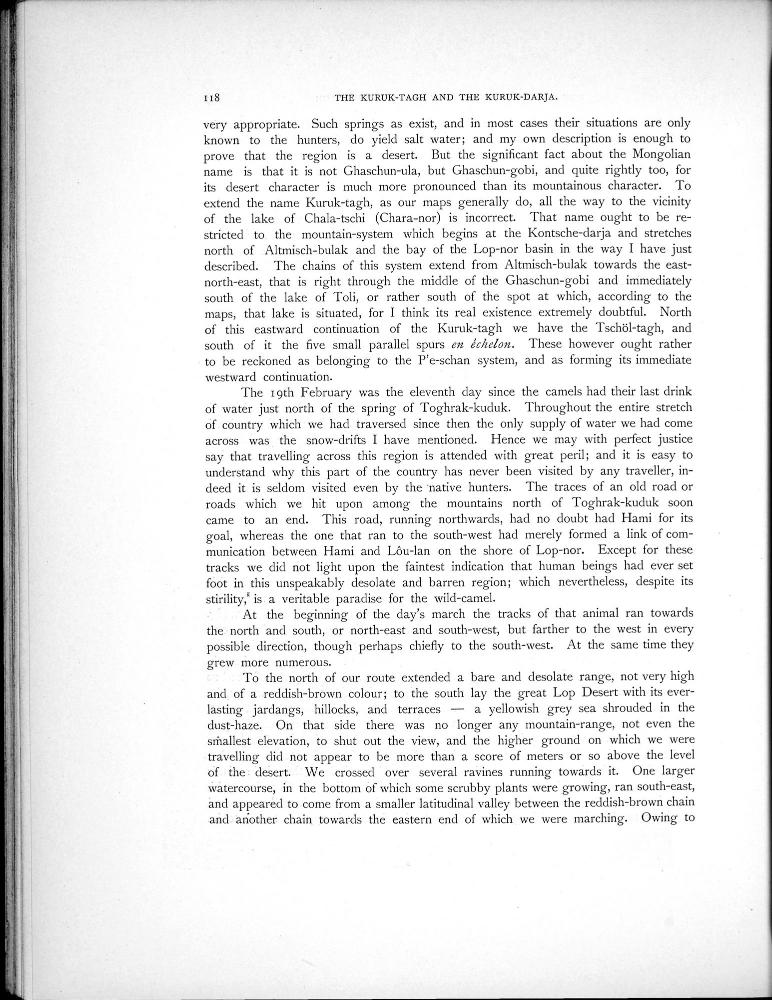 118 THE KURUK-TAGH AND THE KURUK-DARJA.
very appropriate. Such springs as exist, and in most cases their situations are only
known to the hunters, do yield salt water; and my own description is enough to
prove that the region is a desert. But the significant fact about the Mongolian
name is that it is not Ghaschun-ula, but Ghaschun-gobi, and quite rightly too, for
its desert character is much more pronounced than its mountainous character. To
extend the name Kuruk-tagh, as our maps generally do, all the way to the vicinity
of the lake of Chala-tschi (Chara-nor) is incorrect. That name ought to be re-
stricted to the mountain-system which begins at the Kontsche-darja and stretches
north of Altmisch-bulak and the bay of the Lop-nor basin in the way I have just
described. The chains of this system extend from Altmisch-bulak towards the east-
north-east, that is right through the middle of the Ghaschun-gobi and immediately
south of the lake of Toli, or rather south of the spot at which, according to the
maps, that lake is situated, for I think its real existence extremely doubtful. North
of this eastward continuation of the Kuruk-tagh we have the Tschöl-tagh, and
south of it the five small parallel spurs en échelon. These however ought rather
to be reckoned as belonging to the P'e-schan system, and as forming its immediate
westward continuation.
The 19th February was the eleventh day since the camels had their last drink
of water just north of the spring of Toghrak-kuduk. Throughout the entire stretch
of country which we had traversed since then the only supply of water we had come
across was the snow-drifts I have mentioned. Hence we may with perfect justice
say that travelling across this region is attended with great peril; and it is easy to
understand why this part of the country has never been visited by any traveller, in-
deed it is seldom visited even by the native hunters. The traces of an old road or
roads which we hit upon among the mountains north of Toghrak-kuduk soon
came to an end. This road, running northwards, had no doubt had Hami for its
goal, whereas the one that ran to the south-west had merely formed a link of com-
munication between Hami and Lôu-lan on the shore of Lop-nor. Except for these
tracks we did not light upon the faintest indication that human beings had ever set
foot in this unspeakably desolate and barren region; which nevertheless, despite its
stirility, is a veritable paradise for the wild-camel.
At the beginning of the day's march the tracks of that animal ran towards
the north and south, or north-east and south-west, but farther to the west in every
possible direction, though perhaps chiefly to the south-west. At the same time they
grew more numerous.
To the north of our route extended a bare and desolate range, not very high
and of a reddish-brown colour; to the south lay the great Lop Desert with its ever-
lasting jardangs, hillocks, and terraces — a yellowish grey sea shrouded in the
dust-haze. On that side there was no longer any mountain-range, not even the
smallest elevation, to shut out the view, and the higher ground on which we were
travelling did not appear to be more than a score of meters or so above the level
of the desert. We crossed over several ravines running towards it. One larger
watercourse, in the bottom of which some scrubby plants were growing, ran south-east,
and appeared to come from a smaller latitudinal valley between the reddish-brown chain
and another chain towards the eastern end of which we were marching. Owing to